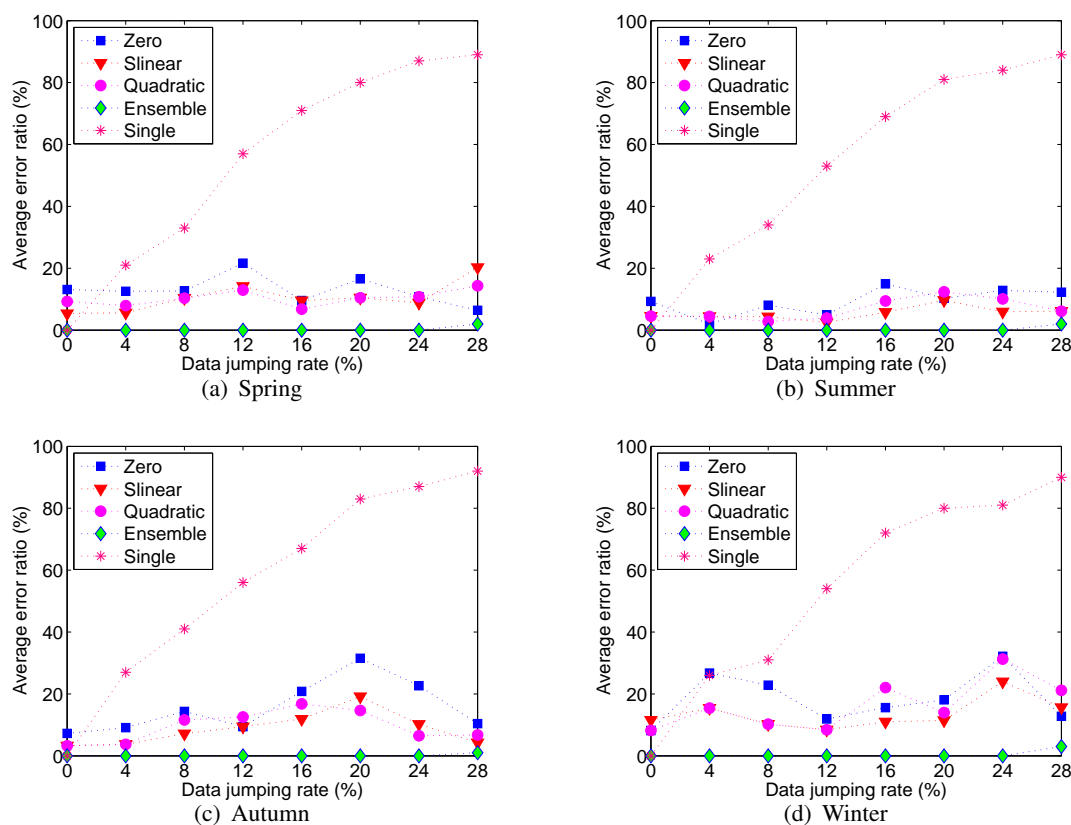 100
80
60
40
20
0
Average error ratio (%)
Zero
Slinear
Quadratic
Ensemble
Single
0 4 8 12 16 20 24 28
Data jumping rate (%)
(a) Spring
100
80
60
40
20
0
Average error ratio (%)
Zero
Slinear
Quadratic
Ensemble
Single
0 4 8 12 16 20 24 28
Data jumping rate (%)
(b) Summer
100
80
60
40
20
0
Average error ratio (%)
Zero
Slinear
Quadratic
Ensemble
Single
0 4 8 12 16 20 24 28
Data jumping rate (%)
(c) Autumn
100
80
60
40
20
0
Average error ratio (%)
Zero
Slinear
Quadratic
Ensemble
Single
0 4 8 12 16 20 24 28
Data jumping rate (%)
(d) Winter